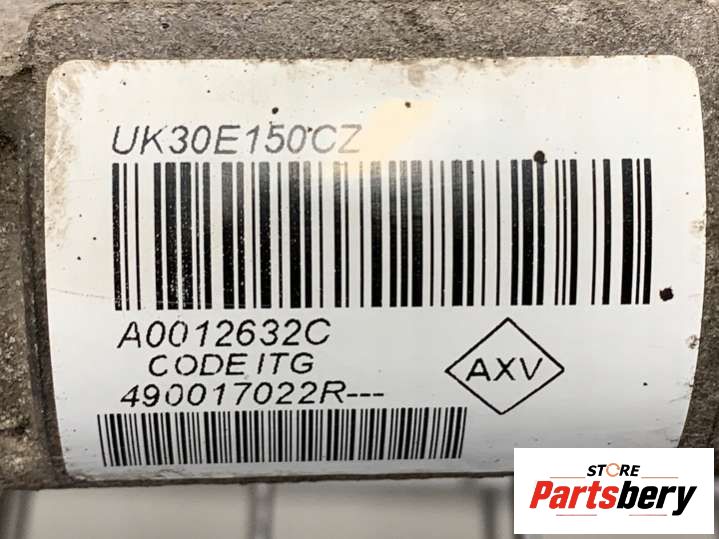 UK30E150CZ
A0012632C
CODE ITG
490017022R---
AXV
STORE
Partsbery